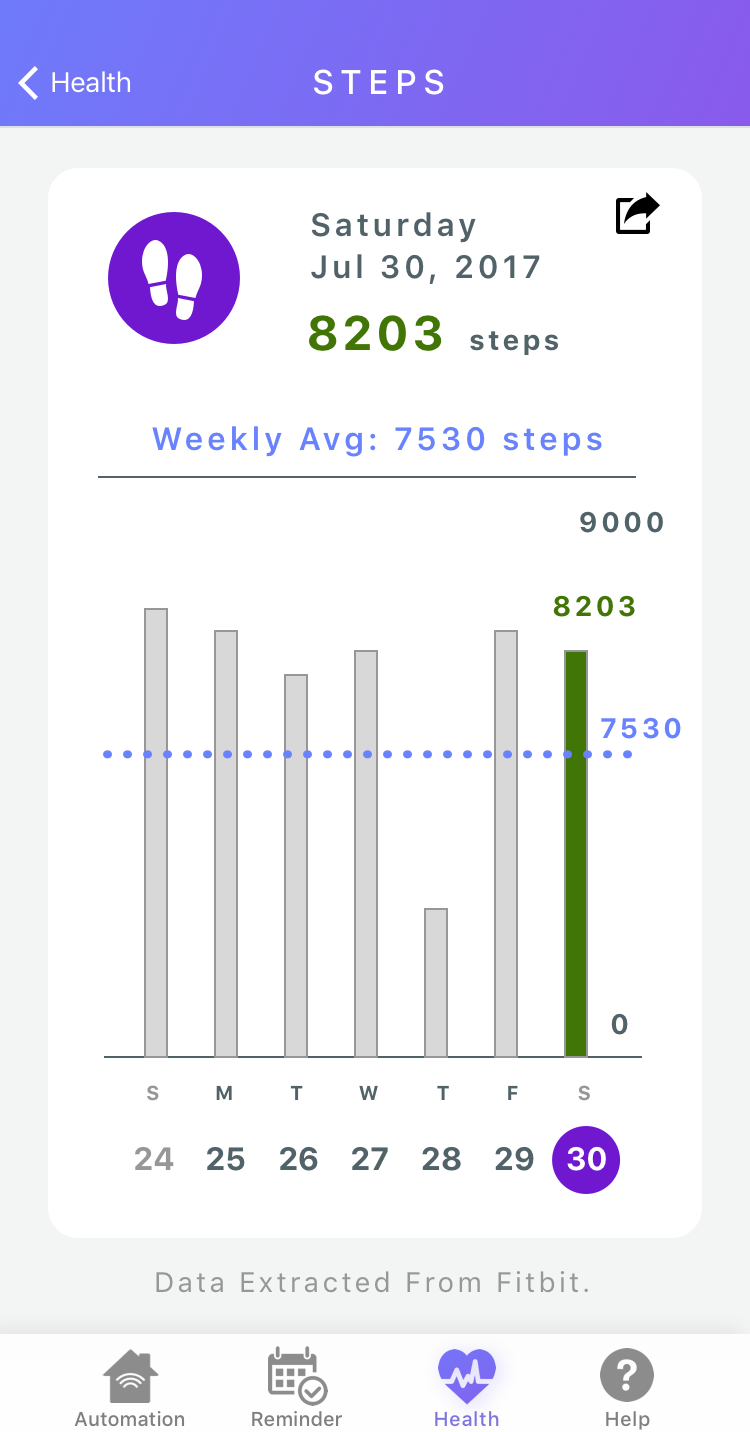 Health
STEPS
Saturday
Jul 30, 2017
8203 steps
Weekly Avg: 7530 steps
9000
8203
7530
0
S M T W T F S
24 25 26 27 28 29 30
Data Extracted From Fitbit.
Automation Reminder Health Help